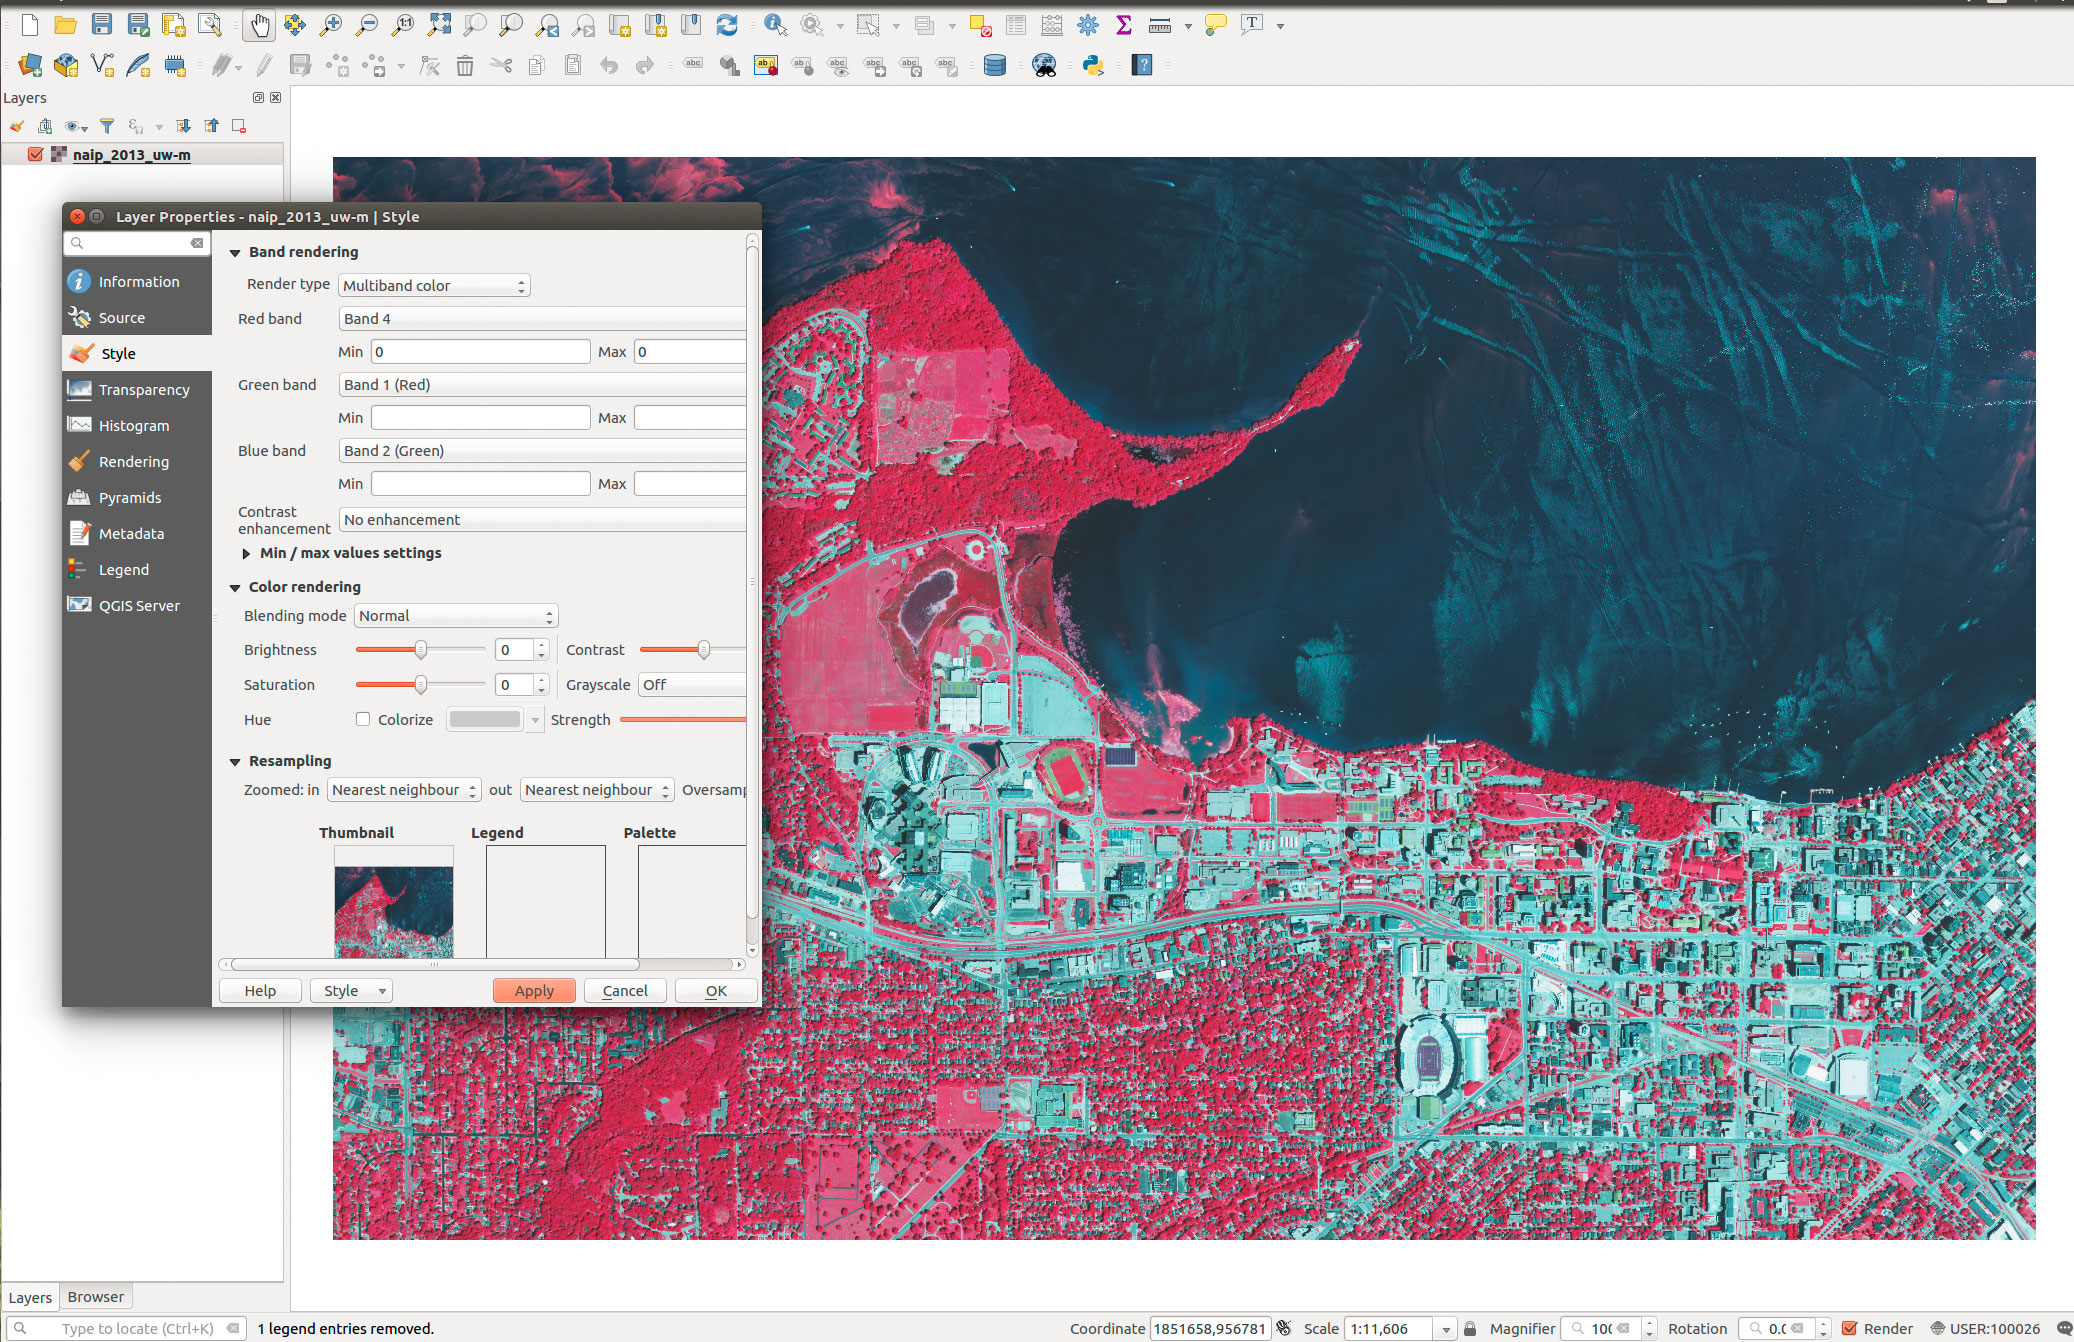 Layers
naip_2013_uw-m
Layer Properties - naip_2013_uw-m | Style
Information
Source
Style
Transparency
Histogram
Rendering
Pyramids
Metadata
Legend
QGIS Server
Band rendering
Render type Multiband color
Red band Band 4
Min 0 Max 0
Green band Band 1 (Red)
Min Max
Blue band Band 2 (Green)
Min Max
Contrast
enhancement No enhancement
Min / max values settings
Color rendering
Blending mode Normal
Brightness 0 Contrast
Saturation 0 Grayscale Off
Hue Colorize Strength
Resampling
Zoomed: in Nearest neighbour out Nearest neighbour Oversamp
Thumbnail Legend Palette
Help Style Apply Cancel OK
Layers Browser
Type to locate (Ctrl+K) 1 legend entries removed. Coordinate 1851658,956781 Scale 1:11,606 Magnifier 100 Rotation 0.0 Render USER:100026